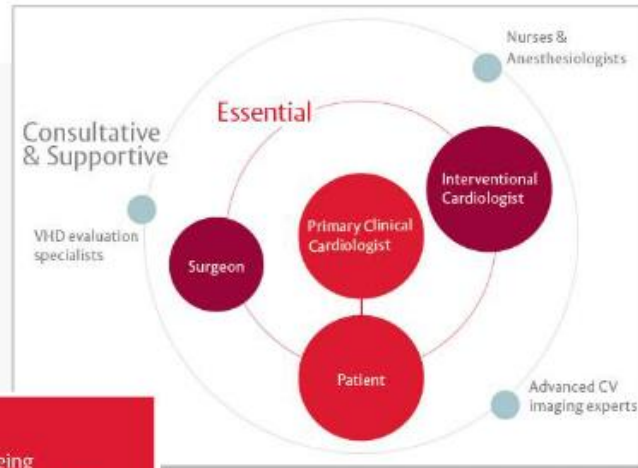 Nurses &
Anesthesiologists
Essential
Consultative
& Supportive
Interventional
Cardiologist
Primary Clinical
Cardiologist
VHD evaluation
specialists
Surgeon
Patient
Advanced CV
imaging experts